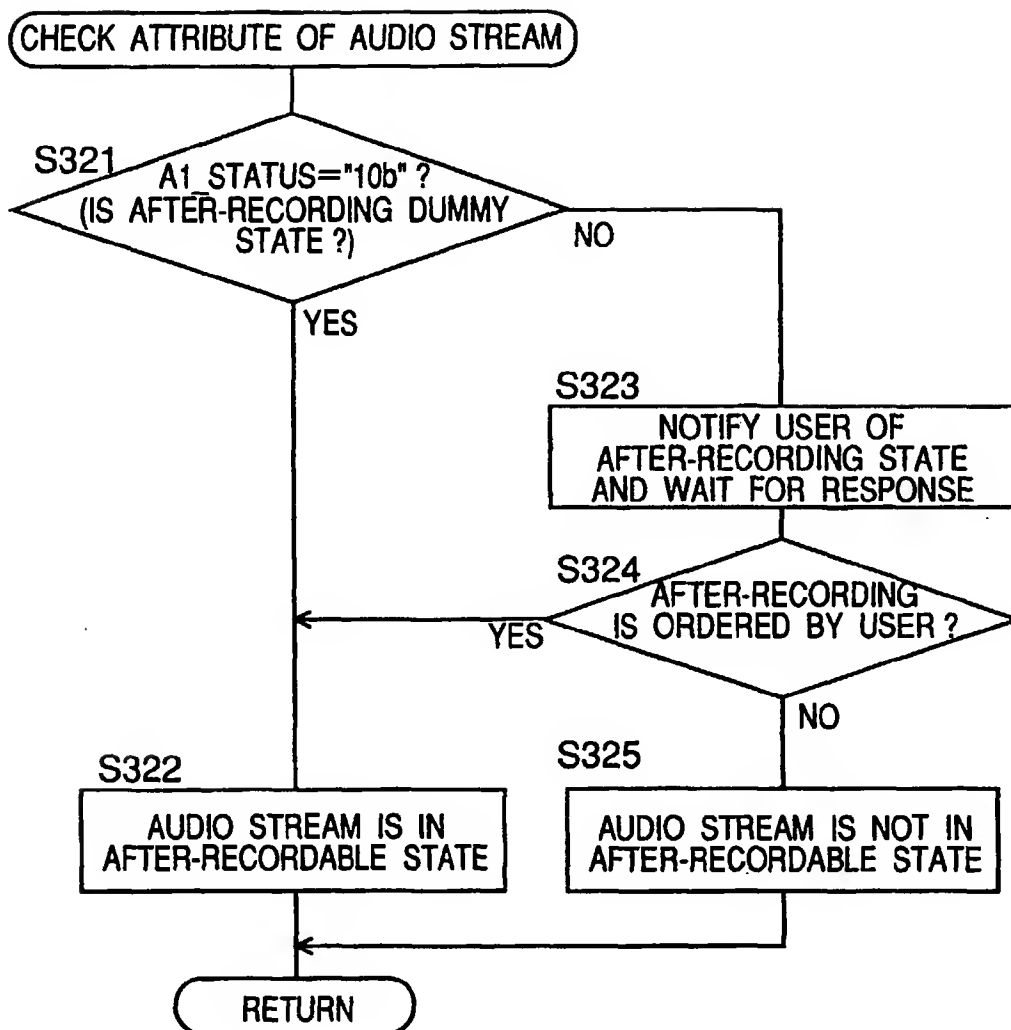 CHECK ATTRIBUTE OF AUDIO STREAM
S321
A1_STATUS="10b" ?
(IS AFTER-RECORDING DUMMY
STATE ?)
NO
YES
S323
NOTIFY USER OF
AFTER-RECORDING STATE
AND WAIT FOR RESPONSE
S324
AFTER-RECORDING
IS ORDERED BY USER ?
YES
NO
S322
AUDIO STREAM IS IN
AFTER-RECORDABLE STATE
S325
AUDIO STREAM IS NOT IN
AFTER-RECORDABLE STATE
RETURN